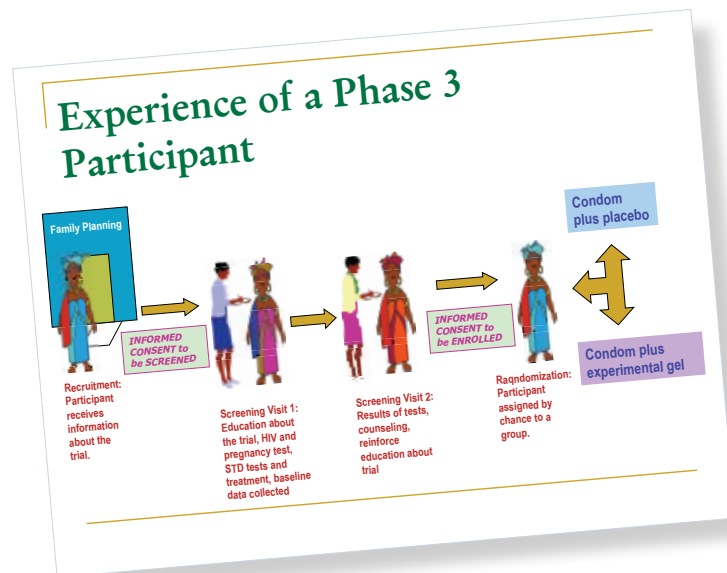 Experience of a Phase 3
Participant
Family Planning
INFORMED
CONSENT to
be SCREENED
Recruitment:
Participant
receives
information
about the
trial.
Screening Visit 1:
Education about
the trial, HIV and
pregnancy test,
STD tests and
treatment, baseline
data collected
Screening Visit 2:
Results of tests,
counseling,
reinforce
education about
trial
INFORMED
CONSENT to
be ENROLLED
Raqndomization:
Participant
assigned by
chance to a
group.
Condom
plus placebo
Condom plus
experimental gel